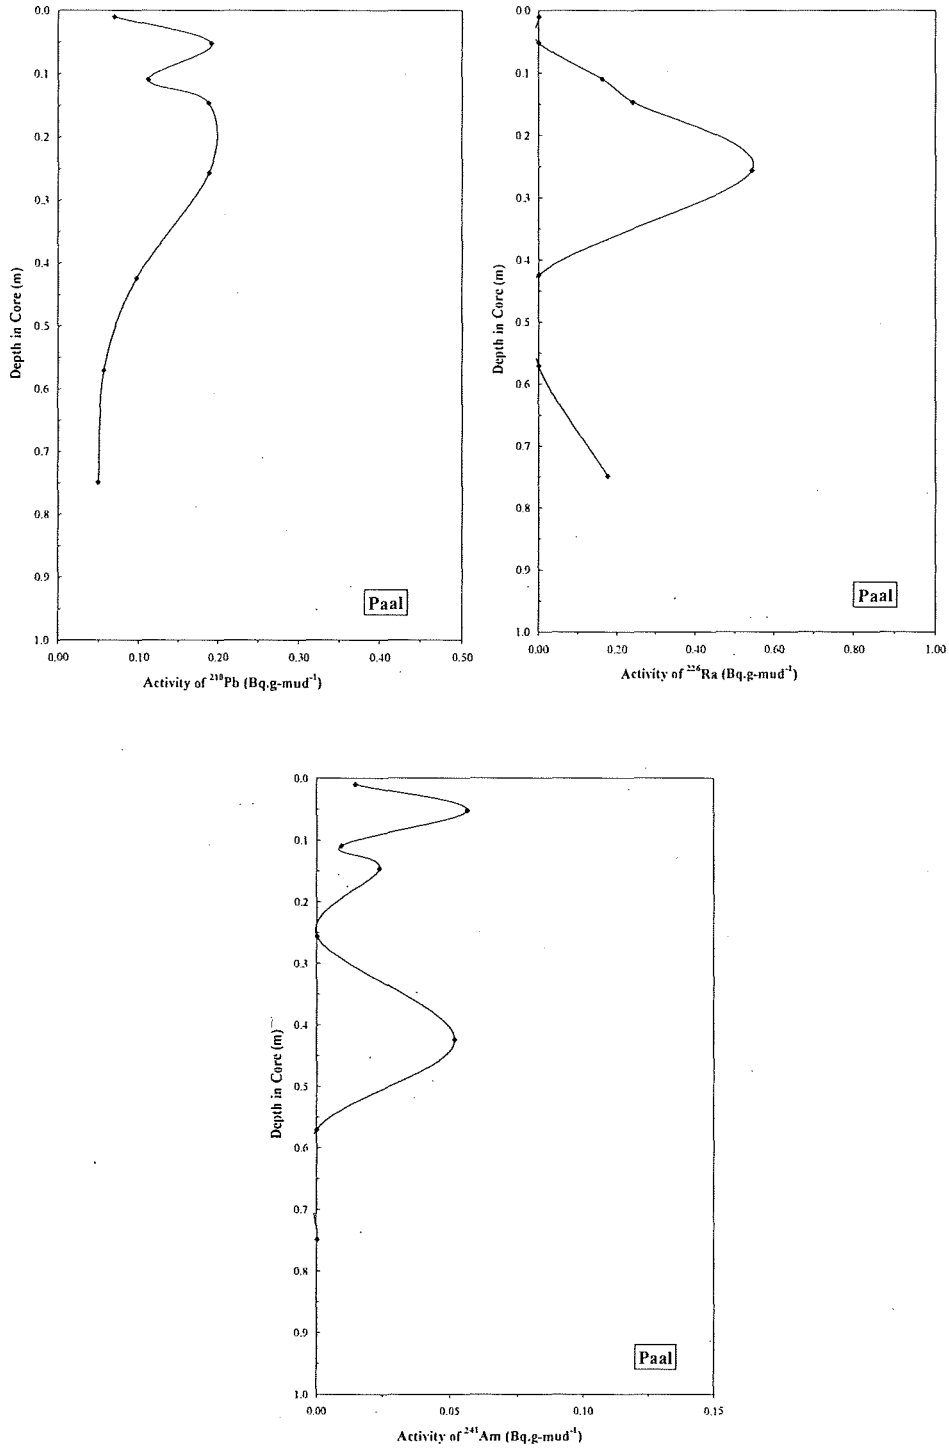 0.0
0.1
0.2
0.3
0.4
0.5
0.6
0.7
0.8
0.9
1.0
Depth in Core (m)
0.00 0.10 0.20 0.30 0.40 0.50
Activity of ²¹⁰Pb (Bq.g-mud⁻¹)
Paal
0.0
0.1
0.2
0.3
0.4
0.5
0.6
0.7
0.8
0.9
1.0
Depth in Core (m)
0.00 0.20 0.40 0.60 0.80 1.00
Activity of ²²⁶Ra (Bq.g-mud⁻¹)
Paal
0.0
0.1
0.2
0.3
0.4
0.5
0.6
0.7
0.8
0.9
1.0
Depth in Core (m)
0.00 0.05 0.10 0.15
Activity of ²⁴¹Am (Bq.g-mud⁻¹)
Paal